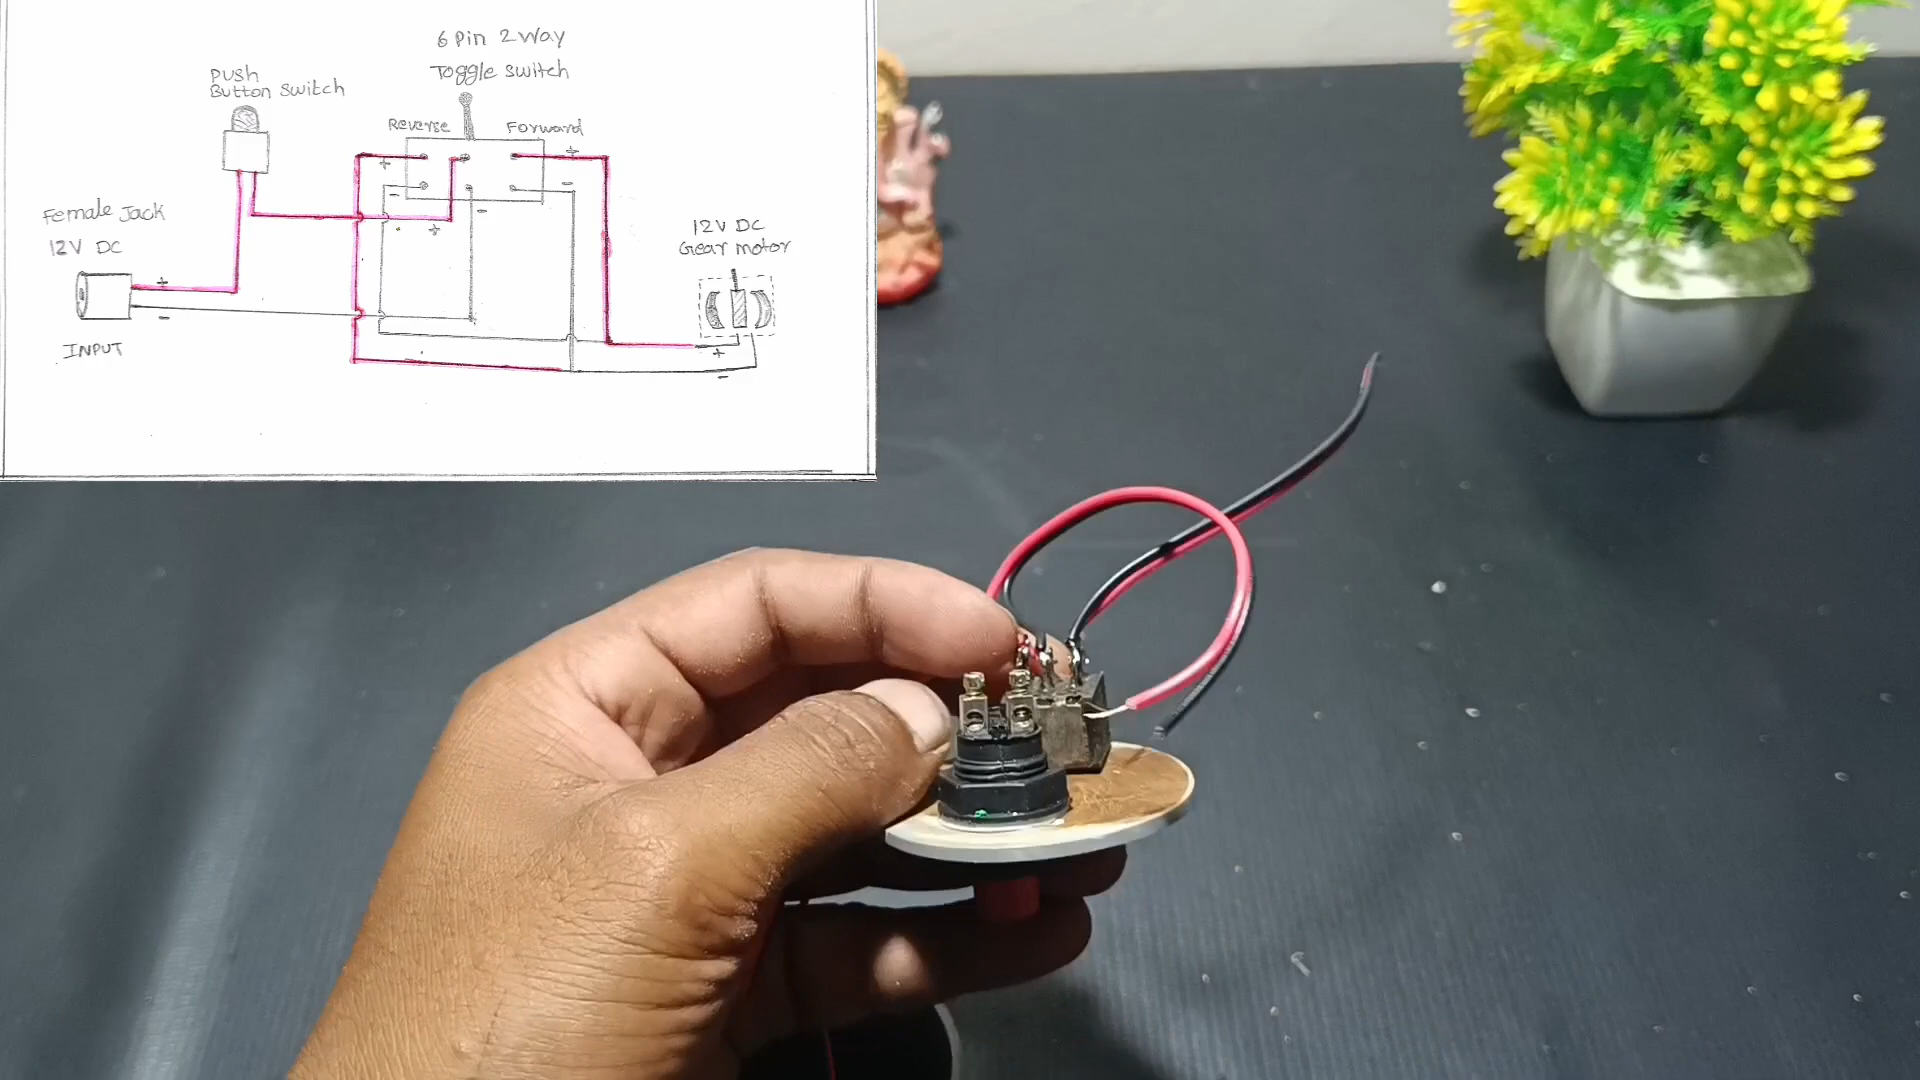 6 Pin 2 Way
Toggle Switch
Push
Button Switch
Reverse
Forward
+
+
-
-
-
+
Female Jack
12V DC
12V DC
Gear motor
+
-
INPUT
+
-